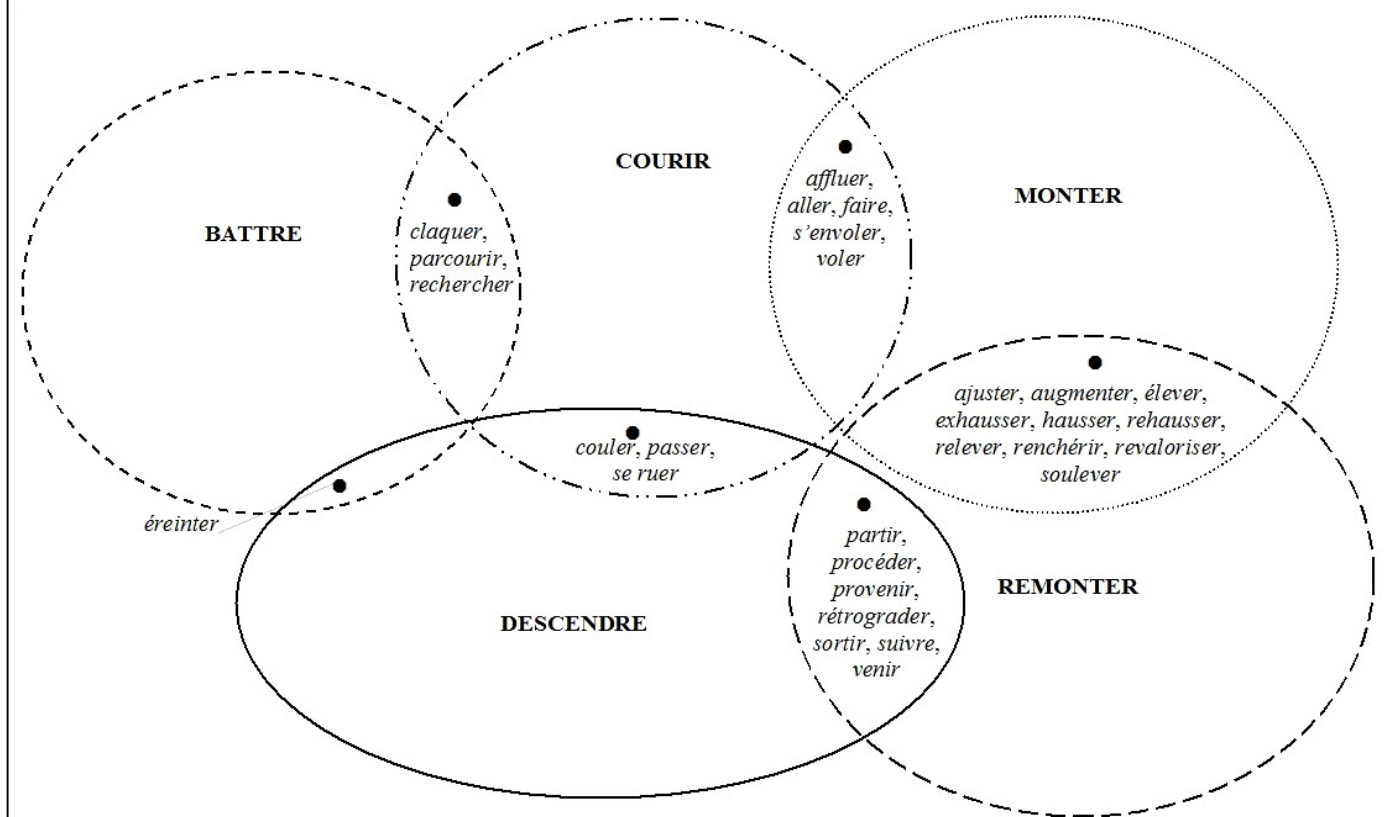 COURIR
MONTER
BATTRE
claquer,
parcourir,
rechercher
affluer,
aller, faire,
s'envoler,
voler
ajuster, augmenter, élever,
exhausser, hausser, rehausser,
relever, renchérir, revaloriser,
soulever
couler, passer,
se ruer
éreinter
partir,
procéder,
provenir,
rétrograder,
sortir, suivre,
venir
REMONTER
DESCENDRE